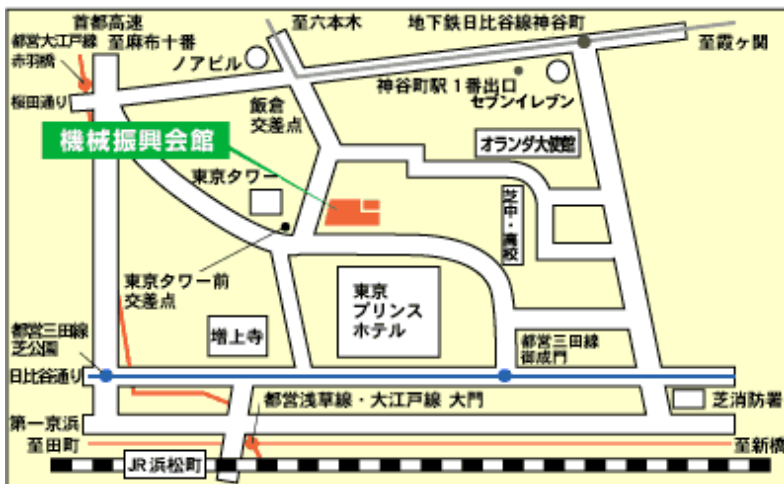 首都高速
至六本木
地下鉄日比谷線神谷町
都営大江戸線
赤羽橋
至麻布十番
至霞ヶ関
ノアビル
神谷町駅 1番出口
セブンイレブン
桜田通り
飯倉
交差点
機械振興会館
オランダ大使館
東京タワー
芝中・高校
東京タワー前
交差点
東京
プリンス
ホテル
増上寺
都営三田線
芝公園
都営三田線
御成門
日比谷通り
都営浅草線・大江戸線 大門
芝消防署
第一京浜
至田町
至新橋
JR浜松町